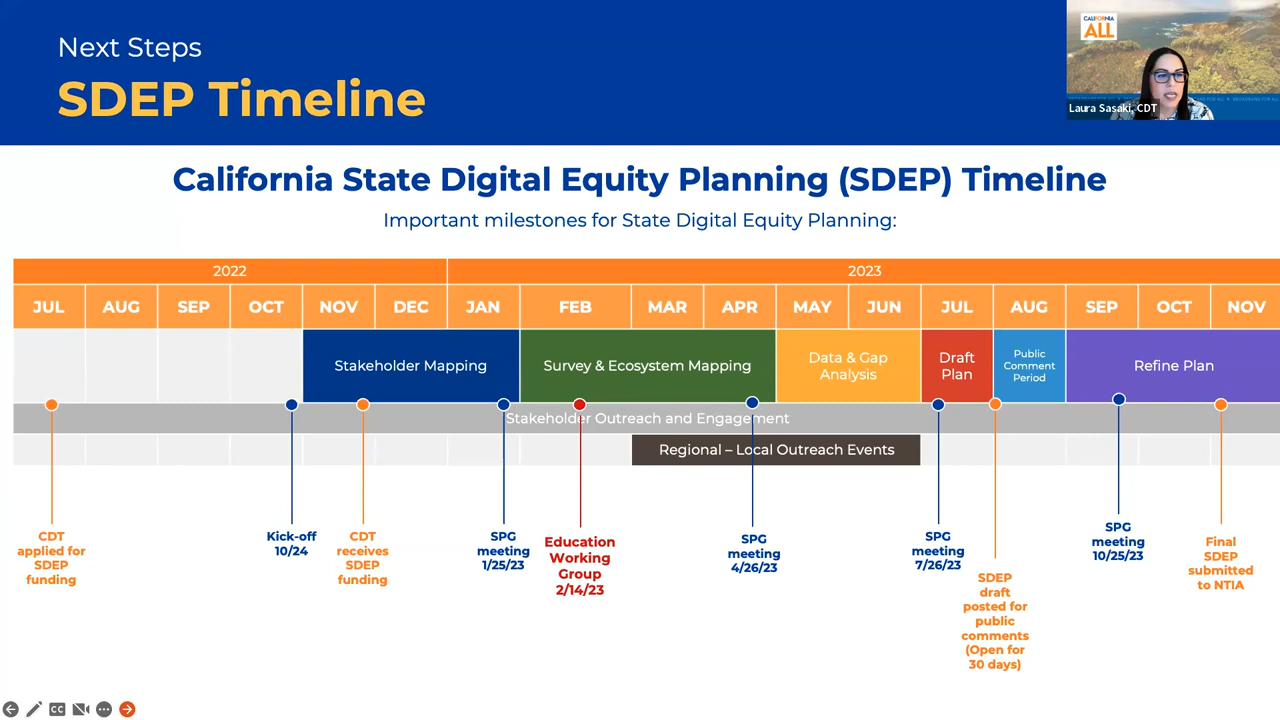 Next Steps
SDEP Timeline
CALIFORNIA
ALL
Laura Sasaki, CDT
California State Digital Equity Planning (SDEP) Timeline
Important milestones for State Digital Equity Planning:
2022
2023
JUL
AUG
SEP
OCT
NOV
DEC
JAN
FEB
MAR
APR
MAY
JUN
JUL
AUG
SEP
OCT
NOV
Stakeholder Mapping
Survey & Ecosystem Mapping
Data & Gap
Analysis
Draft
Plan
Public
Comment
Period
Refine Plan
Stakeholder Outreach and Engagement
Regional – Local Outreach Events
CDT
applied for
SDEP
funding
Kick-off
10/24
CDT
receives
SDEP
funding
SPG
meeting
1/25/23
Education
Working
Group
2/14/23
SPG
meeting
4/26/23
SPG
meeting
7/26/23
SDEP
draft
posted for
public
comments
(Open for
30 days)
SPG
meeting
10/25/23
Final
SDEP
submitted
to NTIA
CC